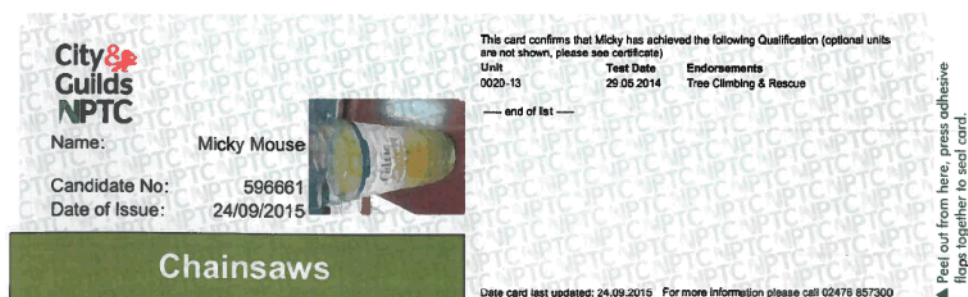 City&
Guilds
NPTC
Name: Micky Mouse
Candidate No: 596661
Date of Issue: 24/09/2015
Chainsaws
This card confirms that Micky has achieved the following Qualification (optional units
are not shown, please see certificate)
Unit Test Date Endorsements
0020-13 29.05.2014 Tree Climbing & Rescue
---- end of list ----
Date card last updated: 24.09.2015 For more information please call 02476 857300
▲ Peel out from here, press adhesive
flaps together to seal card.